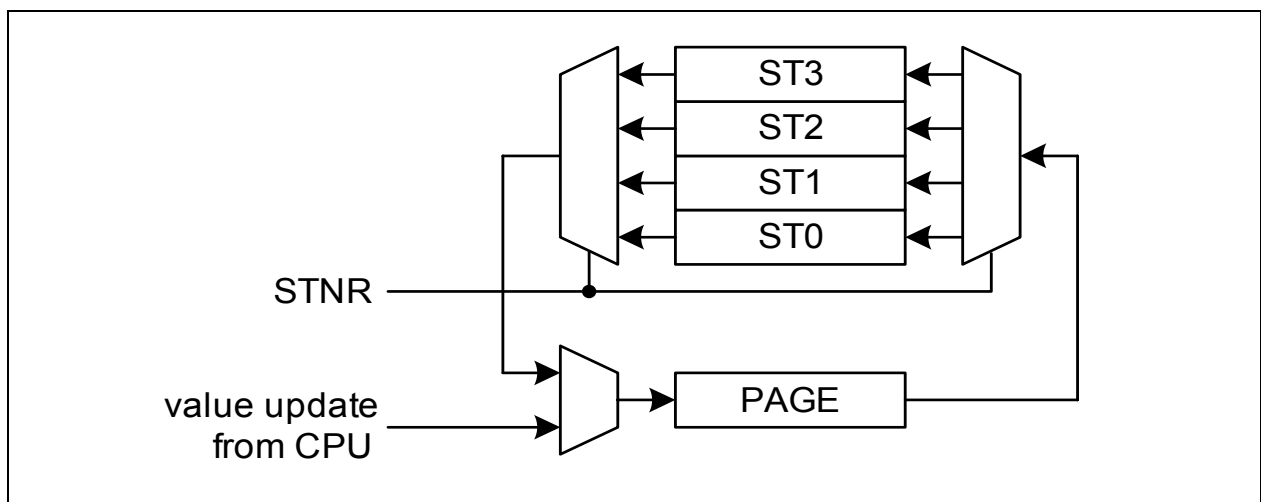 ST3
ST2
ST1
ST0
STNR
value update
from CPU
PAGE